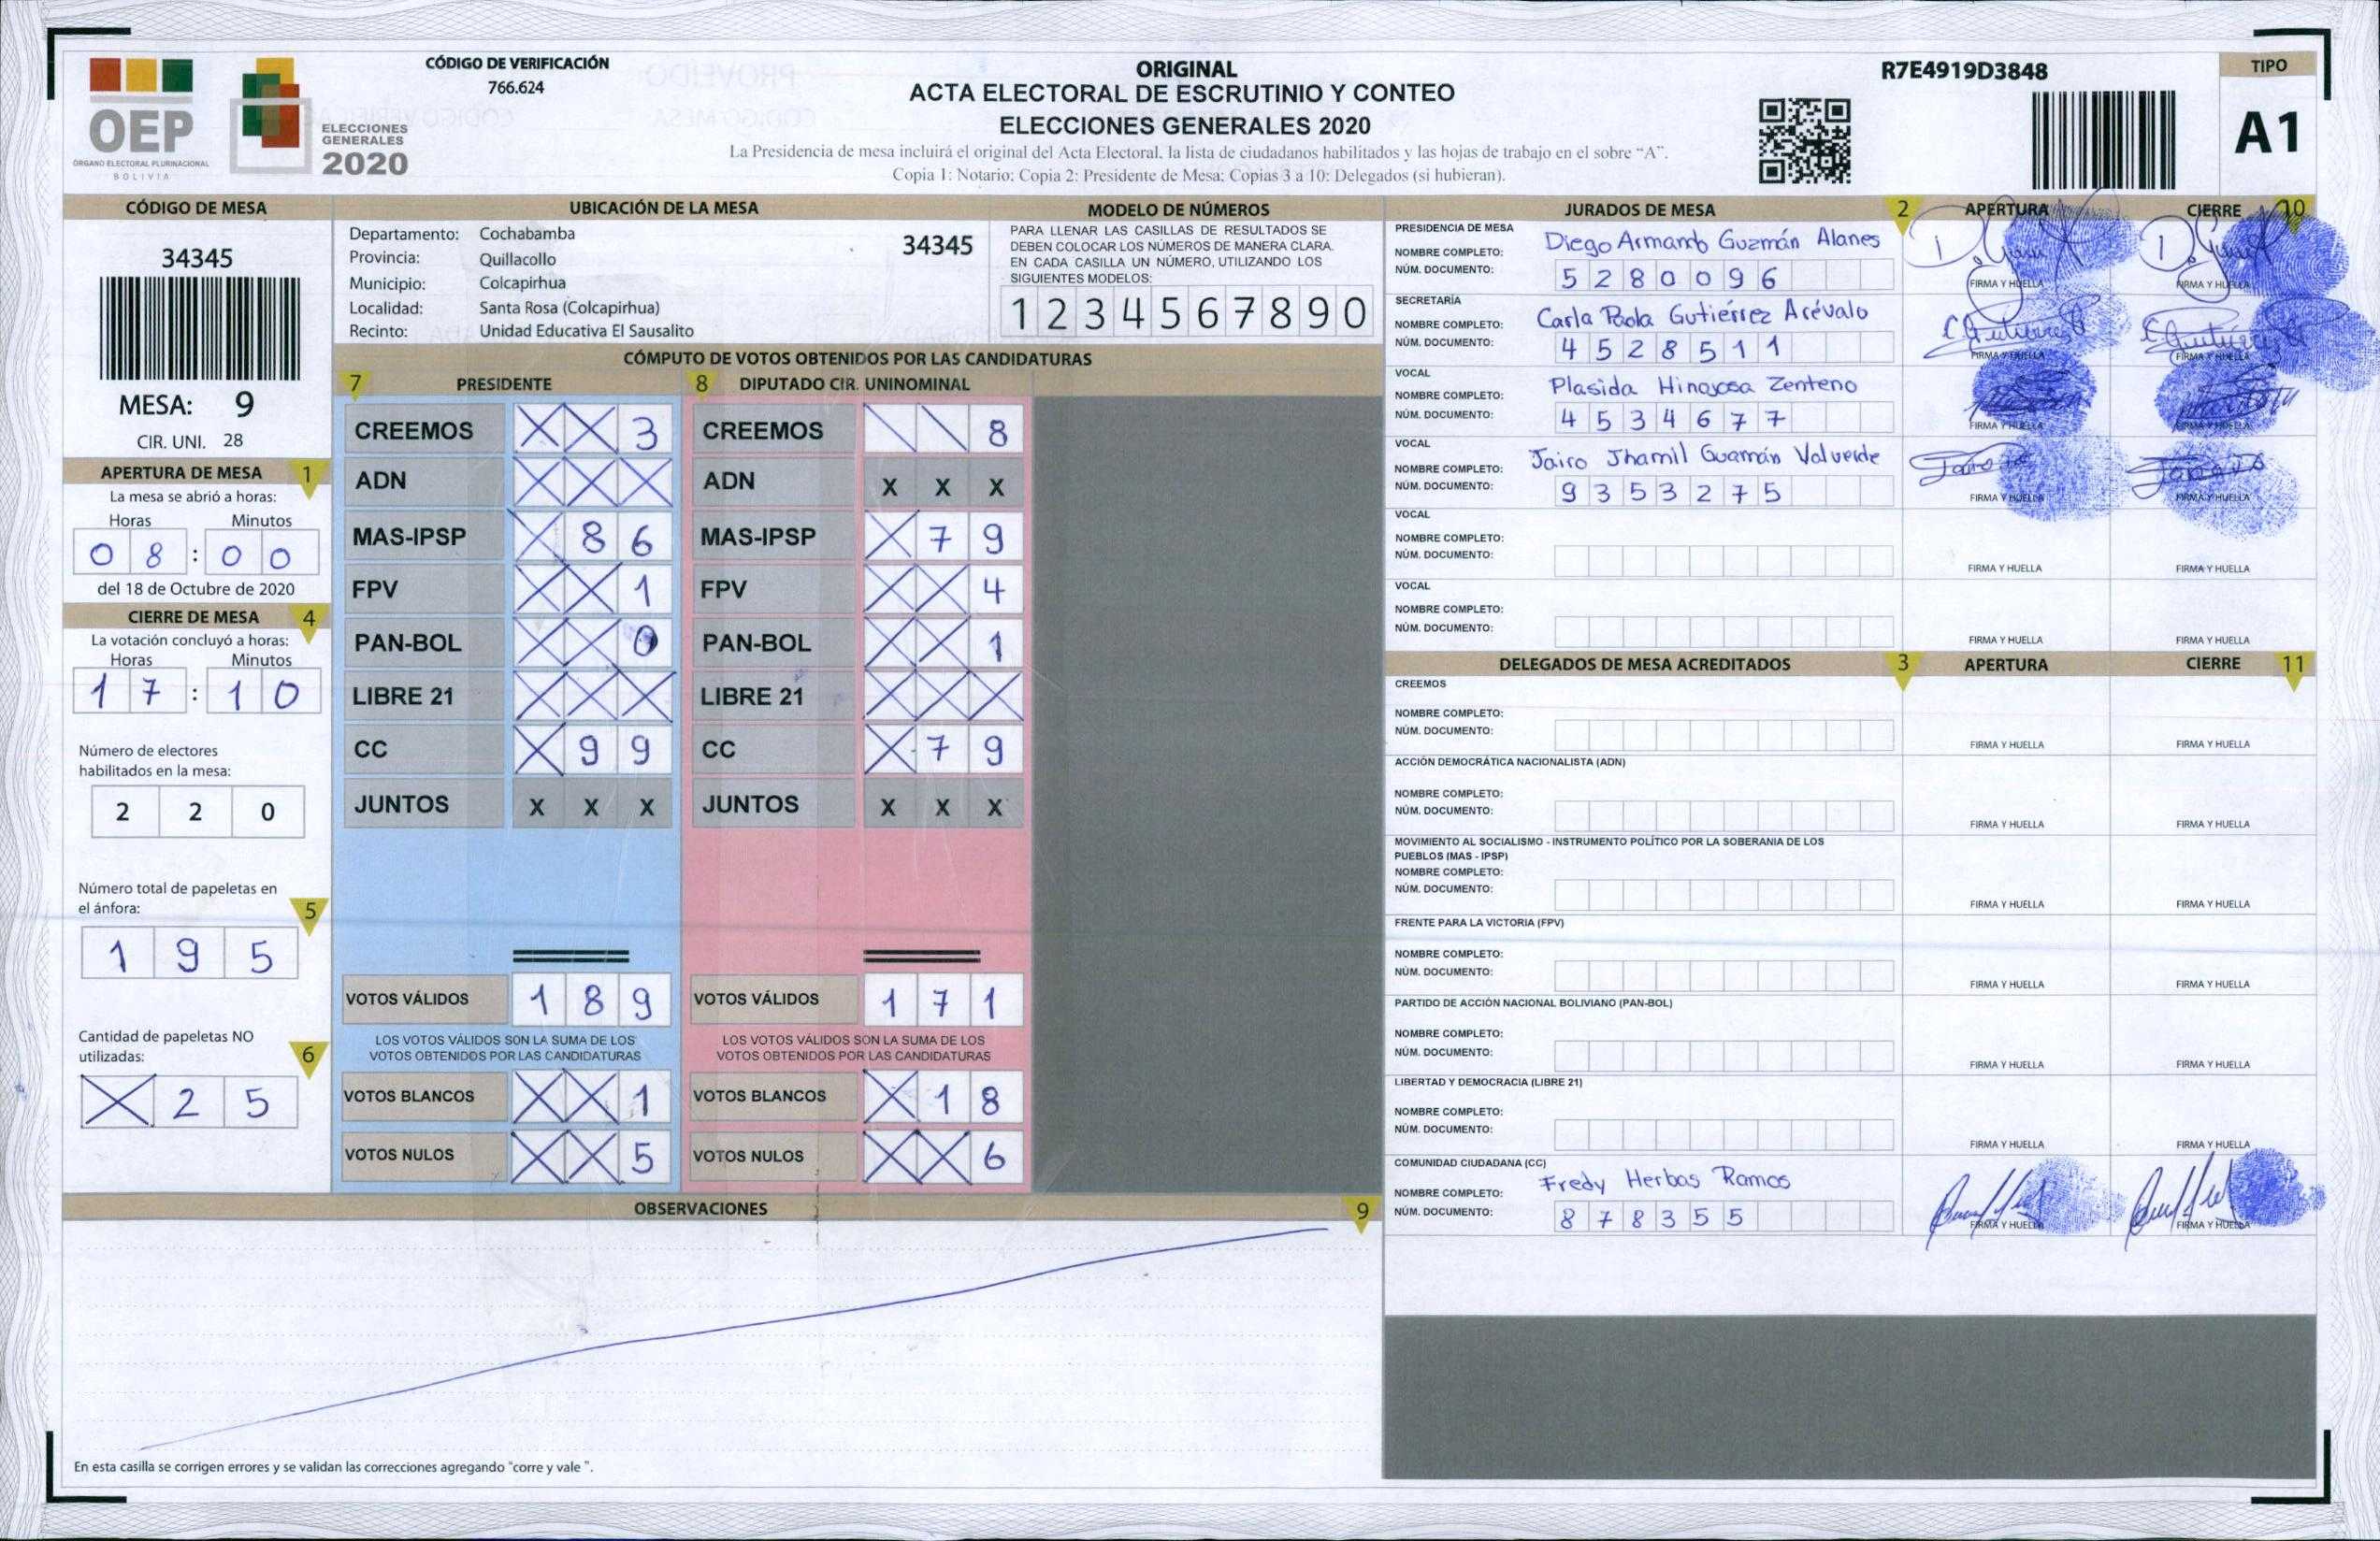 OEP
ÓRGANO ELECTORAL PLURINACIONAL
BOLIVIA
ELECCIONES
GENERALES
2020
CÓDIGO DE VERIFICACIÓN
766.624
ORIGINAL
ACTA ELECTORAL DE ESCRUTINIO Y CONTEO
ELECCIONES GENERALES 2020
La Presidencia de mesa incluirá el original del Acta Electoral, la lista de ciudadanos habilitados y las hojas de trabajo en el sobre "A".
Copia 1: Notario; Copia 2: Presidente de Mesa; Copias 3 a 10: Delegados (si hubieran).
R7E4919D3848
TIPO
A1
CÓDIGO DE MESA
34345
MESA: 9
CIR. UNI. 28
APERTURA DE MESA 1
La mesa se abrió a horas:
Horas Minutos
0 8 : 0 0
del 18 de Octubre de 2020
CIERRE DE MESA 4
La votación concluyó a horas:
Horas Minutos
1 7 : 1 0
Número de electores
habilitados en la mesa:
2 2 0
Número total de papeletas en
el ánfora: 5
1 9 5
Cantidad de papeletas NO
utilizadas: 6
X 2 5
UBICACIÓN DE LA MESA
Departamento: Cochabamba
34345
Provincia: Quillacollo
Municipio: Colcapirhua
Localidad: Santa Rosa (Colcapirhua)
Recinto: Unidad Educativa El Sausalito
MODELO DE NÚMEROS
PARA LLENAR LAS CASILLAS DE RESULTADOS SE
DEBEN COLOCAR LOS NÚMEROS DE MANERA CLARA.
EN CADA CASILLA UN NÚMERO, UTILIZANDO LOS
SIGUIENTES MODELOS:
1 2 3 4 5 6 7 8 9 0
CÓMPUTO DE VOTOS OBTENIDOS POR LAS CANDIDATURAS
7 PRESIDENTE 8 DIPUTADO CIR. UNINOMINAL
CREEMOS X X 3 CREEMOS \ \ 8
ADN X X X ADN X X X
MAS-IPSP X 8 6 MAS-IPSP X 7 9
FPV X X 1 FPV X X 4
PAN-BOL X X 0 PAN-BOL X X 1
LIBRE 21 X X X LIBRE 21 X X X
CC X 9 9 CC X 7 9
JUNTOS X X X JUNTOS X X X
VOTOS VÁLIDOS 1 8 9 VOTOS VÁLIDOS 1 7 1
LOS VOTOS VÁLIDOS SON LA SUMA DE LOS LOS VOTOS VÁLIDOS SON LA SUMA DE LOS
VOTOS OBTENIDOS POR LAS CANDIDATURAS VOTOS OBTENIDOS POR LAS CANDIDATURAS
VOTOS BLANCOS X X 1 VOTOS BLANCOS X 1 8
VOTOS NULOS X X 5 VOTOS NULOS X X 6
OBSERVACIONES 9
En esta casilla se corrigen errores y se validan las correcciones agregando "corre y vale ".
JURADOS DE MESA 2 APERTURA CIERRE 10
PRESIDENCIA DE MESA
NOMBRE COMPLETO: Diego Armando Guzmán Alanes
NÚM. DOCUMENTO: 5 2 8 0 0 9 6
FIRMA Y HUELLA FIRMA Y HUELLA
SECRETARÍA
NOMBRE COMPLETO: Carla Paola Gutiérrez Arévalo
NÚM. DOCUMENTO: 4 5 2 8 5 1 1
FIRMA Y HUELLA FIRMA Y HUELLA
VOCAL
NOMBRE COMPLETO: Plasida Hinojosa Zenteno
NÚM. DOCUMENTO: 4 5 3 4 6 7 7
FIRMA Y HUELLA FIRMA Y HUELLA
VOCAL
NOMBRE COMPLETO: Jairo Jhamil Guamán Valverde
NÚM. DOCUMENTO: 9 3 5 3 2 7 5
FIRMA Y HUELLA FIRMA Y HUELLA
VOCAL
NOMBRE COMPLETO:
NÚM. DOCUMENTO:
FIRMA Y HUELLA FIRMA Y HUELLA
VOCAL
NOMBRE COMPLETO:
NÚM. DOCUMENTO:
FIRMA Y HUELLA FIRMA Y HUELLA
DELEGADOS DE MESA ACREDITADOS 3 APERTURA CIERRE 11
CREEMOS
NOMBRE COMPLETO:
NÚM. DOCUMENTO:
FIRMA Y HUELLA FIRMA Y HUELLA
ACCIÓN DEMOCRÁTICA NACIONALISTA (ADN)
NOMBRE COMPLETO:
NÚM. DOCUMENTO:
FIRMA Y HUELLA FIRMA Y HUELLA
MOVIMIENTO AL SOCIALISMO - INSTRUMENTO POLÍTICO POR LA SOBERANIA DE LOS
PUEBLOS (MAS - IPSP)
NOMBRE COMPLETO:
NÚM. DOCUMENTO:
FIRMA Y HUELLA FIRMA Y HUELLA
FRENTE PARA LA VICTORIA (FPV)
NOMBRE COMPLETO:
NÚM. DOCUMENTO:
FIRMA Y HUELLA FIRMA Y HUELLA
PARTIDO DE ACCIÓN NACIONAL BOLIVIANO (PAN-BOL)
NOMBRE COMPLETO:
NÚM. DOCUMENTO:
FIRMA Y HUELLA FIRMA Y HUELLA
LIBERTAD Y DEMOCRACIA (LIBRE 21)
NOMBRE COMPLETO:
NÚM. DOCUMENTO:
FIRMA Y HUELLA FIRMA Y HUELLA
COMUNIDAD CIUDADANA (CC)
NOMBRE COMPLETO: Fredy Herbas Ramos
NÚM. DOCUMENTO: 8 7 8 3 5 5
FIRMA Y HUELLA FIRMA Y HUELLA